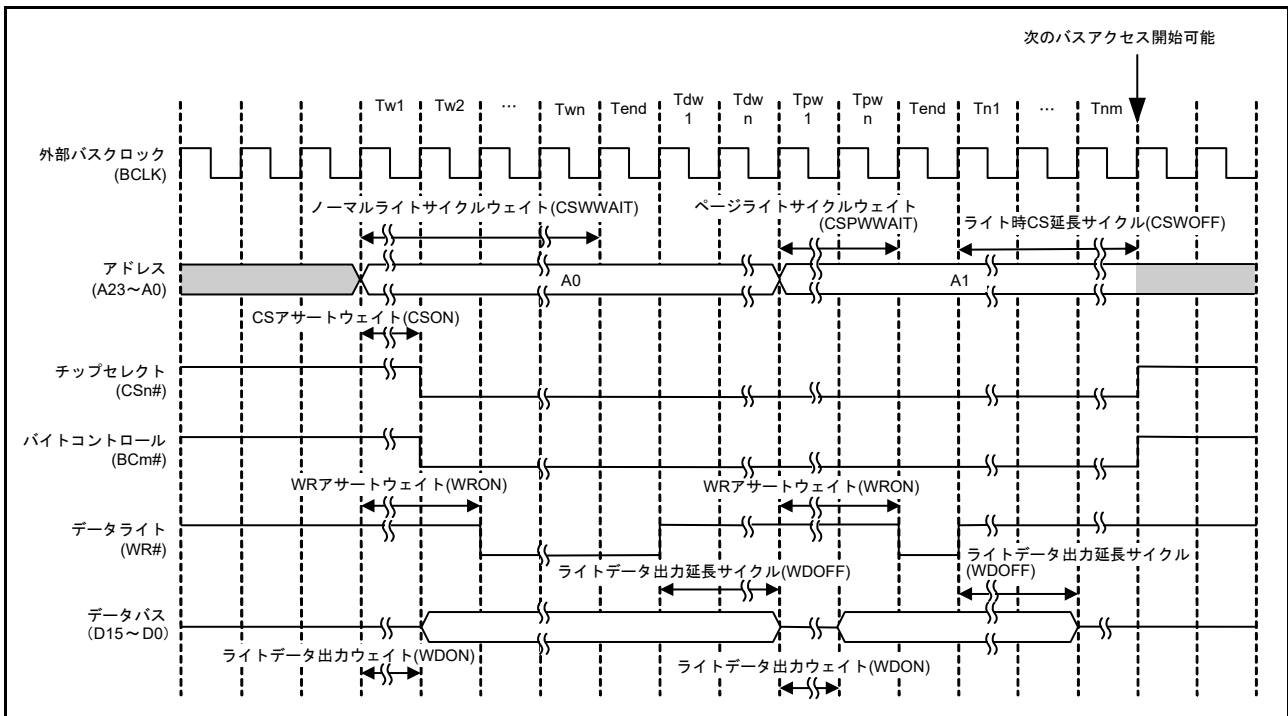 次のバスアクセス開始可能
Tw1
Tw2
…
Twn
Tend
Tdw
1
Tdw
n
Tpw
1
Tpw
n
Tend
Tn1
…
Tnm
外部バスクロック
(BCLK)
ノーマルライトサイクルウェイト(CSWWAIT)
ページライトサイクルウェイト
(CSPWWAIT)
ライト時CS延長サイクル(CSWOFF)
アドレス
(A23～A0)
A0
A1
CSアサートウェイト(CSON)
チップセレクト
(CSn#)
バイトコントロール
(BCm#)
WRアサートウェイト(WRON)
WRアサートウェイト(WRON)
データライト
(WR#)
ライトデータ出力延長サイクル(WDOFF)
ライトデータ出力延長サイクル
(WDOFF)
データバス
（D15～D0）
ライトデータ出力ウェイト(WDON)
ライトデータ出力ウェイト(WDON)